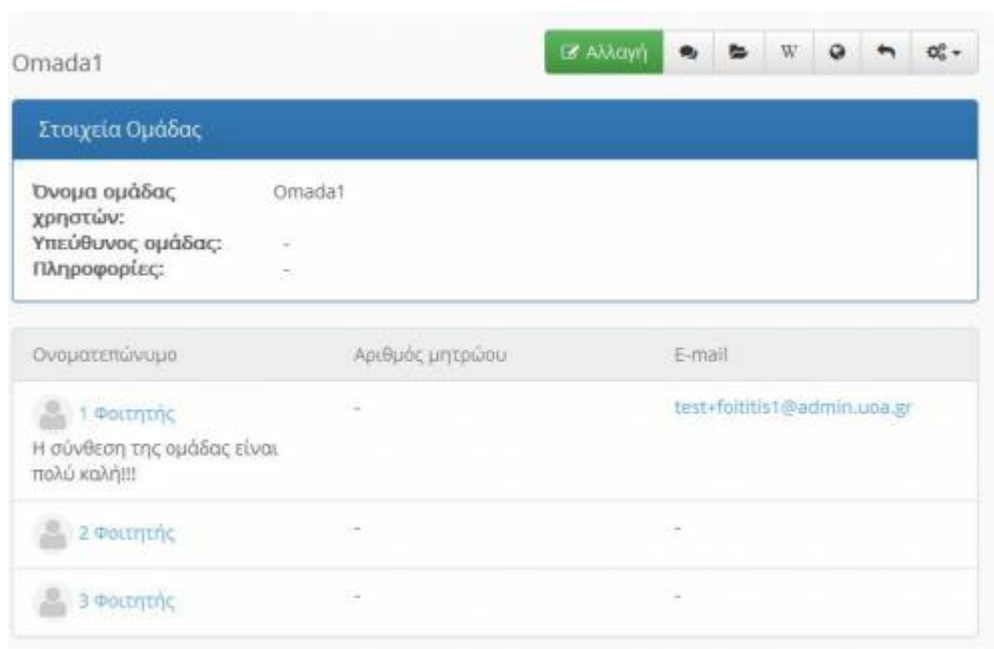 Omada1
Αλλαγή
W
Στοιχεία Ομάδας
Όνομα ομάδας χρηστών: Omada1
Υπεύθυνος ομάδας: -
Πληροφορίες: -
Ονοματεπώνυμο Αριθμός μητρώου E-mail
1 Φοιτητής - test+foititis1@admin.uoa.gr
Η σύνθεση της ομάδας είναι
πολύ καλή!!!
2 Φοιτητής - -
3 Φοιτητής - -